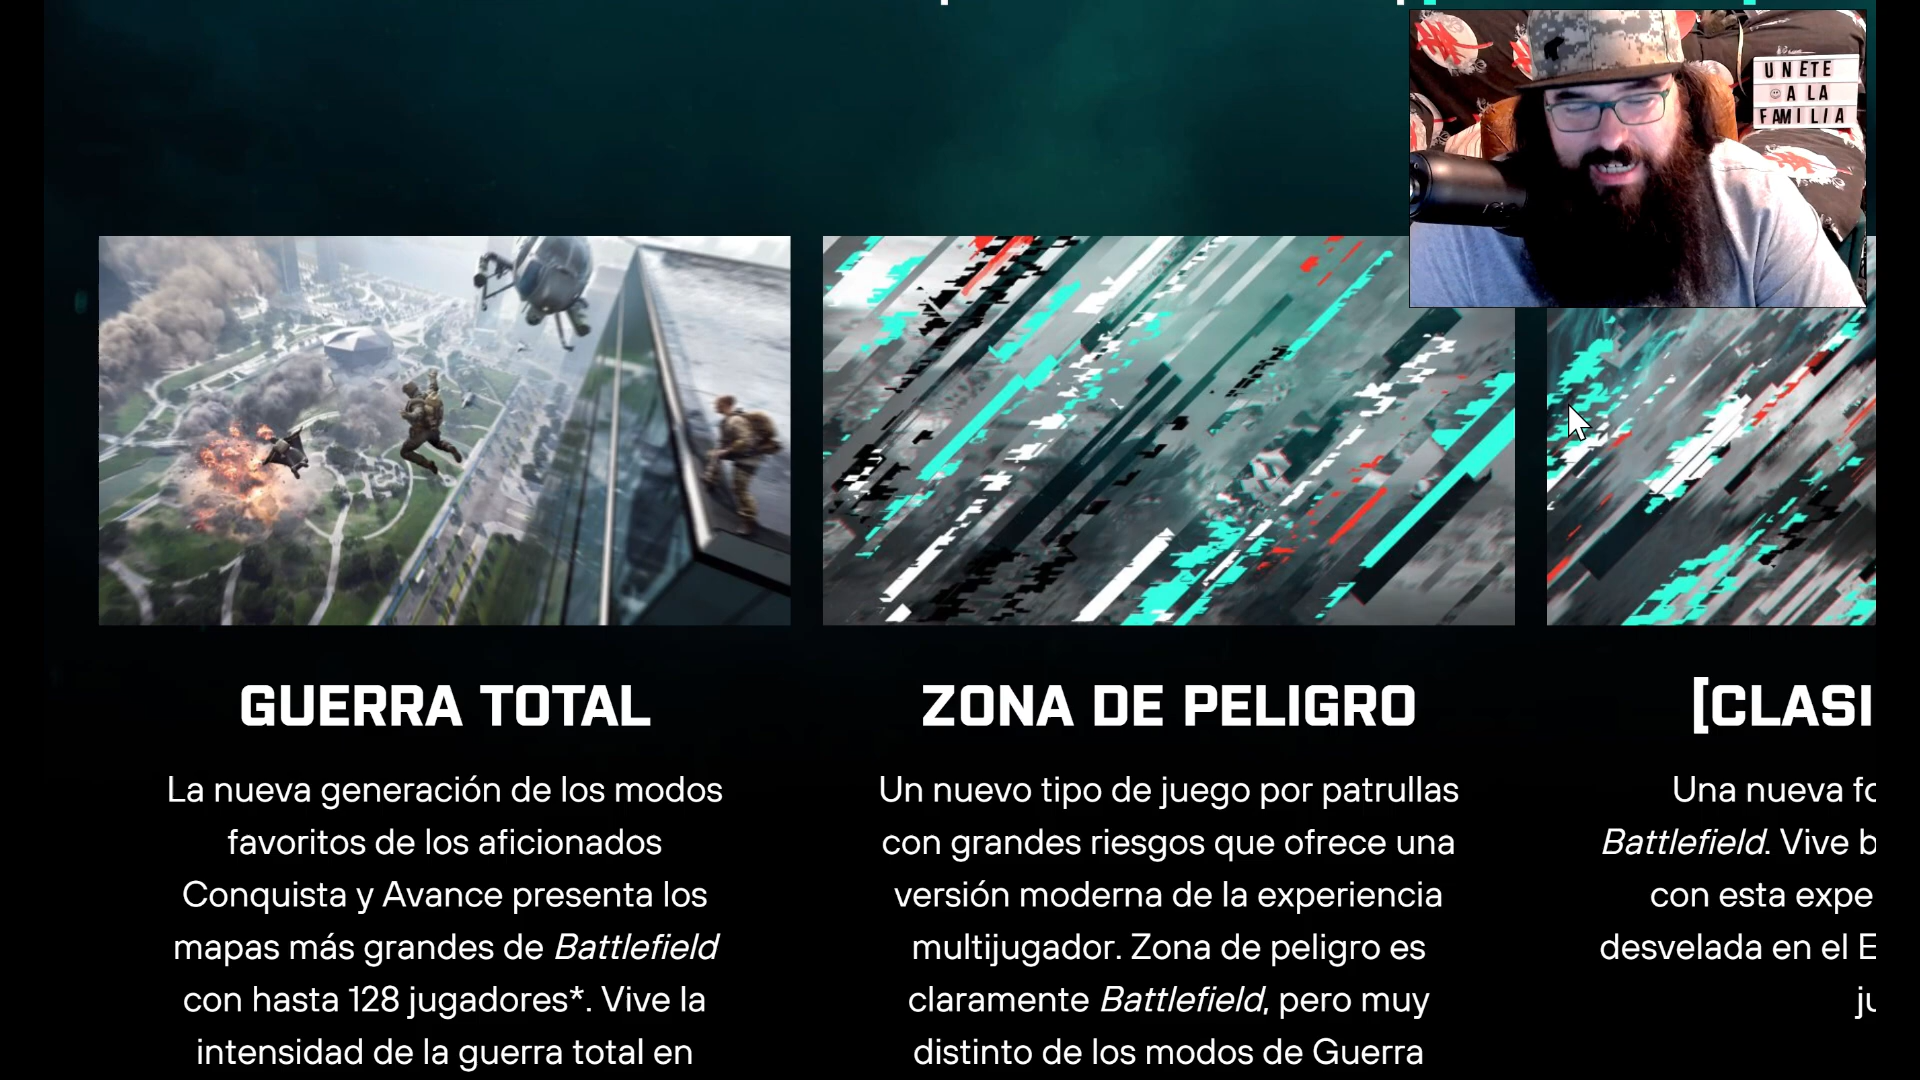 UNETE
A LA
FAMILIA
GUERRA TOTAL
La nueva generación de los modos
favoritos de los aficionados
Conquista y Avance presenta los
mapas más grandes de Battlefield
con hasta 128 jugadores*. Vive la
intensidad de la guerra total en
ZONA DE PELIGRO
Un nuevo tipo de juego por patrullas
con grandes riesgos que ofrece una
versión moderna de la experiencia
multijugador. Zona de peligro es
claramente Battlefield, pero muy
distinto de los modos de Guerra
[CLASI
Una nueva fo
Battlefield. Vive b
con esta expe
desvelada en el E
ju